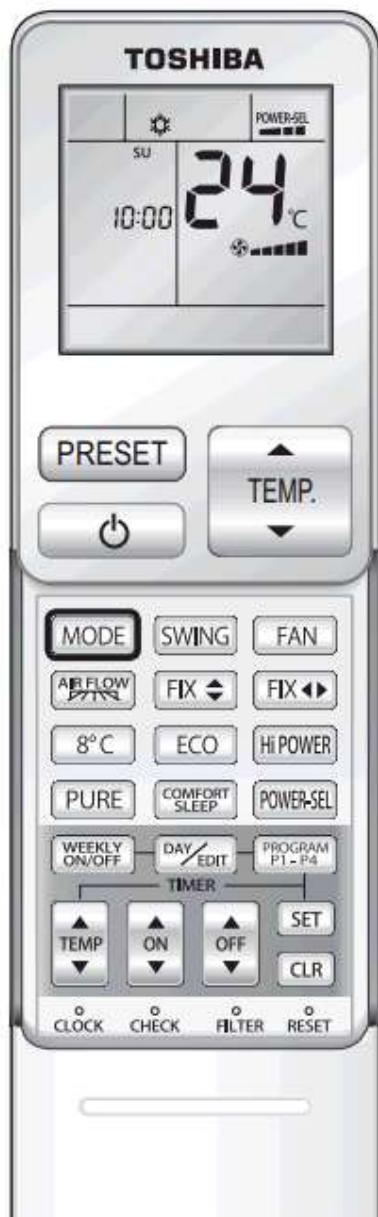 TOSHIBA
POWER-SEL
SU
10:00 24 °C
PRESET
TEMP.
MODE SWING FAN
AIR FLOW FIX FIX
8°C ECO Hi POWER
PURE COMFORT SLEEP POWER-SEL
WEEKLY ON/OFF DAY/EDIT PROGRAM P1-P4
TIMER
TEMP ON OFF SET
CLR
CLOCK CHECK FILTER RESET